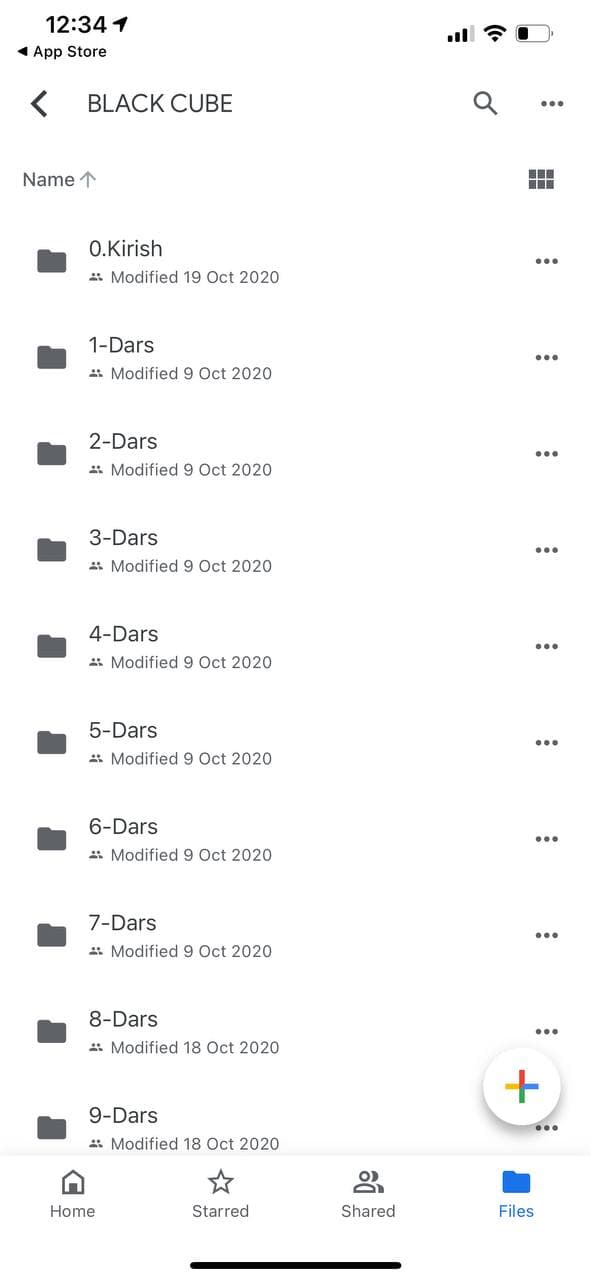 12:34
App Store
BLACK CUBE
Name
0.Kirish
Modified 19 Oct 2020
1-Dars
Modified 9 Oct 2020
2-Dars
Modified 9 Oct 2020
3-Dars
Modified 9 Oct 2020
4-Dars
Modified 9 Oct 2020
5-Dars
Modified 9 Oct 2020
6-Dars
Modified 9 Oct 2020
7-Dars
Modified 9 Oct 2020
8-Dars
Modified 18 Oct 2020
9-Dars
Modified 18 Oct 2020
Home Starred Shared Files